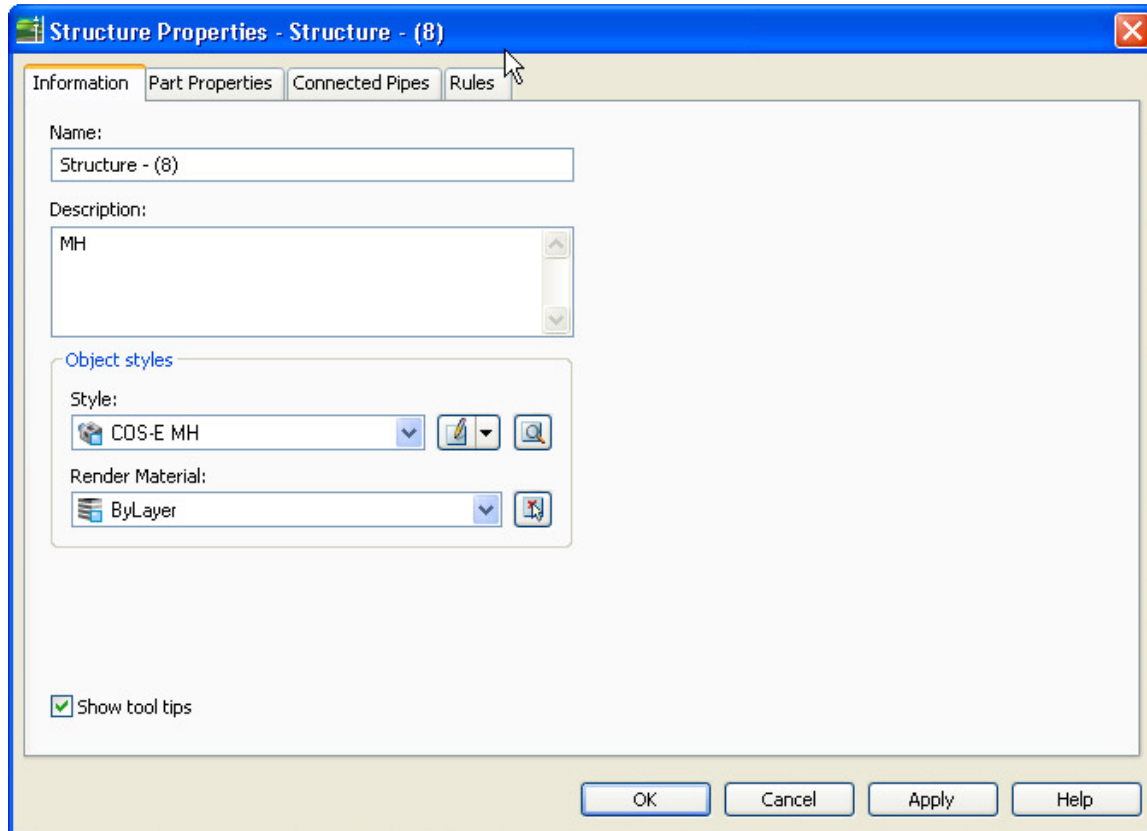 Structure Properties - Structure - (8)
Information Part Properties Connected Pipes Rules
Name:
Structure - (8)
Description:
MH
Object styles
Style:
COS-E MH
Render Material:
ByLayer
Show tool tips
OK Cancel Apply Help